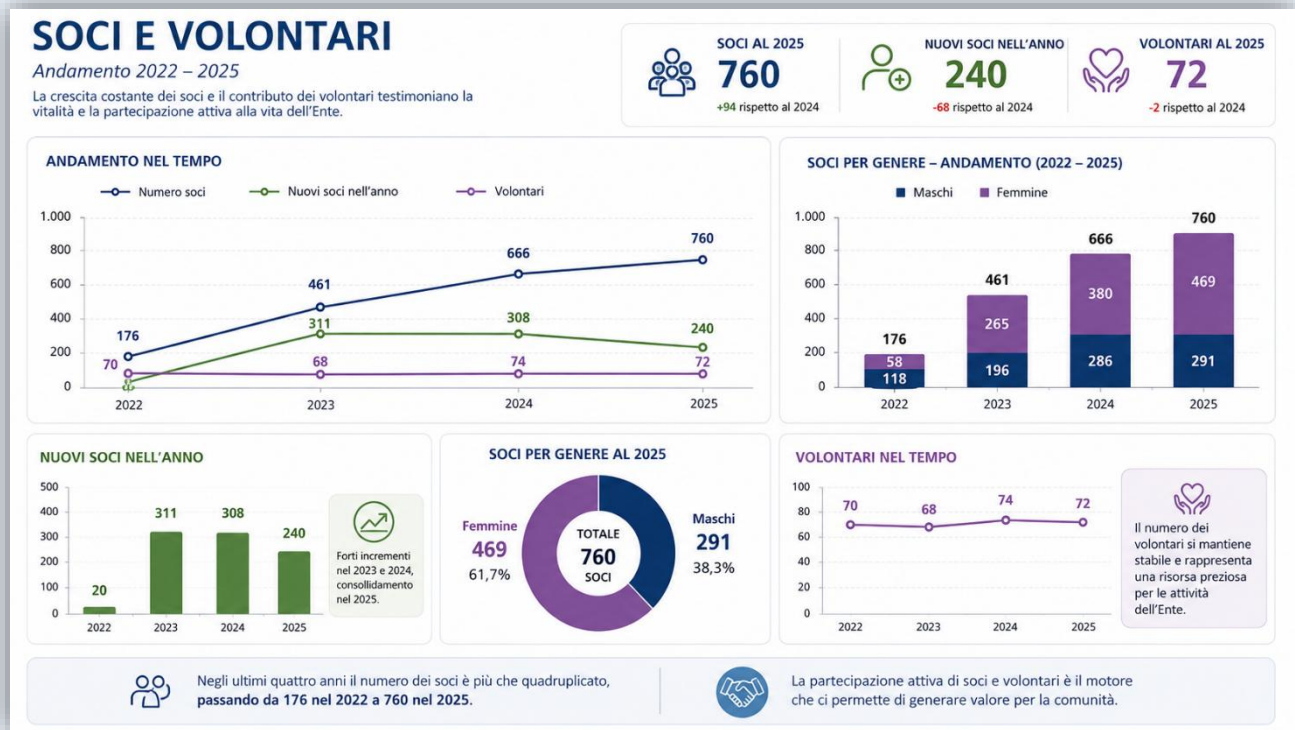 SOCI E VOLONTARI
Andamento 2022 – 2025
La crescita costante dei soci e il contributo dei volontari testimoniano la
vitalità e la partecipazione attiva alla vita dell'Ente.
SOCI AL 2025
760
+94 rispetto al 2024
NUOVI SOCI NELL'ANNO
240
-68 rispetto al 2024
VOLONTARI AL 2025
72
-2 rispetto al 2024
ANDAMENTO NEL TEMPO
Numero soci
Nuovi soci nell'anno
Volontari
1.000
800
600
400
200
0
176
461
666
760
311
308
240
70
68
74
72
2022
2023
2024
2025
SOCI PER GENERE – ANDAMENTO (2022 – 2025)
Maschi
Femmine
1.000
800
600
400
200
0
176
58
118
461
265
196
666
380
286
760
469
291
2022
2023
2024
2025
NUOVI SOCI NELL'ANNO
500
400
300
200
100
0
20
311
308
240
2022
2023
2024
2025
Forti incrementi
nel 2023 e 2024,
consollidamento
nel 2025.
SOCI PER GENERE AL 2025
Femmine
469
61,7%
TOTALE
760
SOCI
Maschi
291
38,3%
VOLONTARI NEL TEMPO
100
80
60
40
20
0
70
68
74
72
2022
2023
2024
2025
Il numero dei
volontari si mantiene
stabile e rappresenta
una risorsa preziosa
per le attività
dell'Ente.
Negli ultimi quattro anni il numero dei soci è più che quadruplicato,
passando da 176 nel 2022 a 760 nel 2025.
La partecipazione attiva di soci e volontari è il motore
che ci permette di generare valore per la comunità.